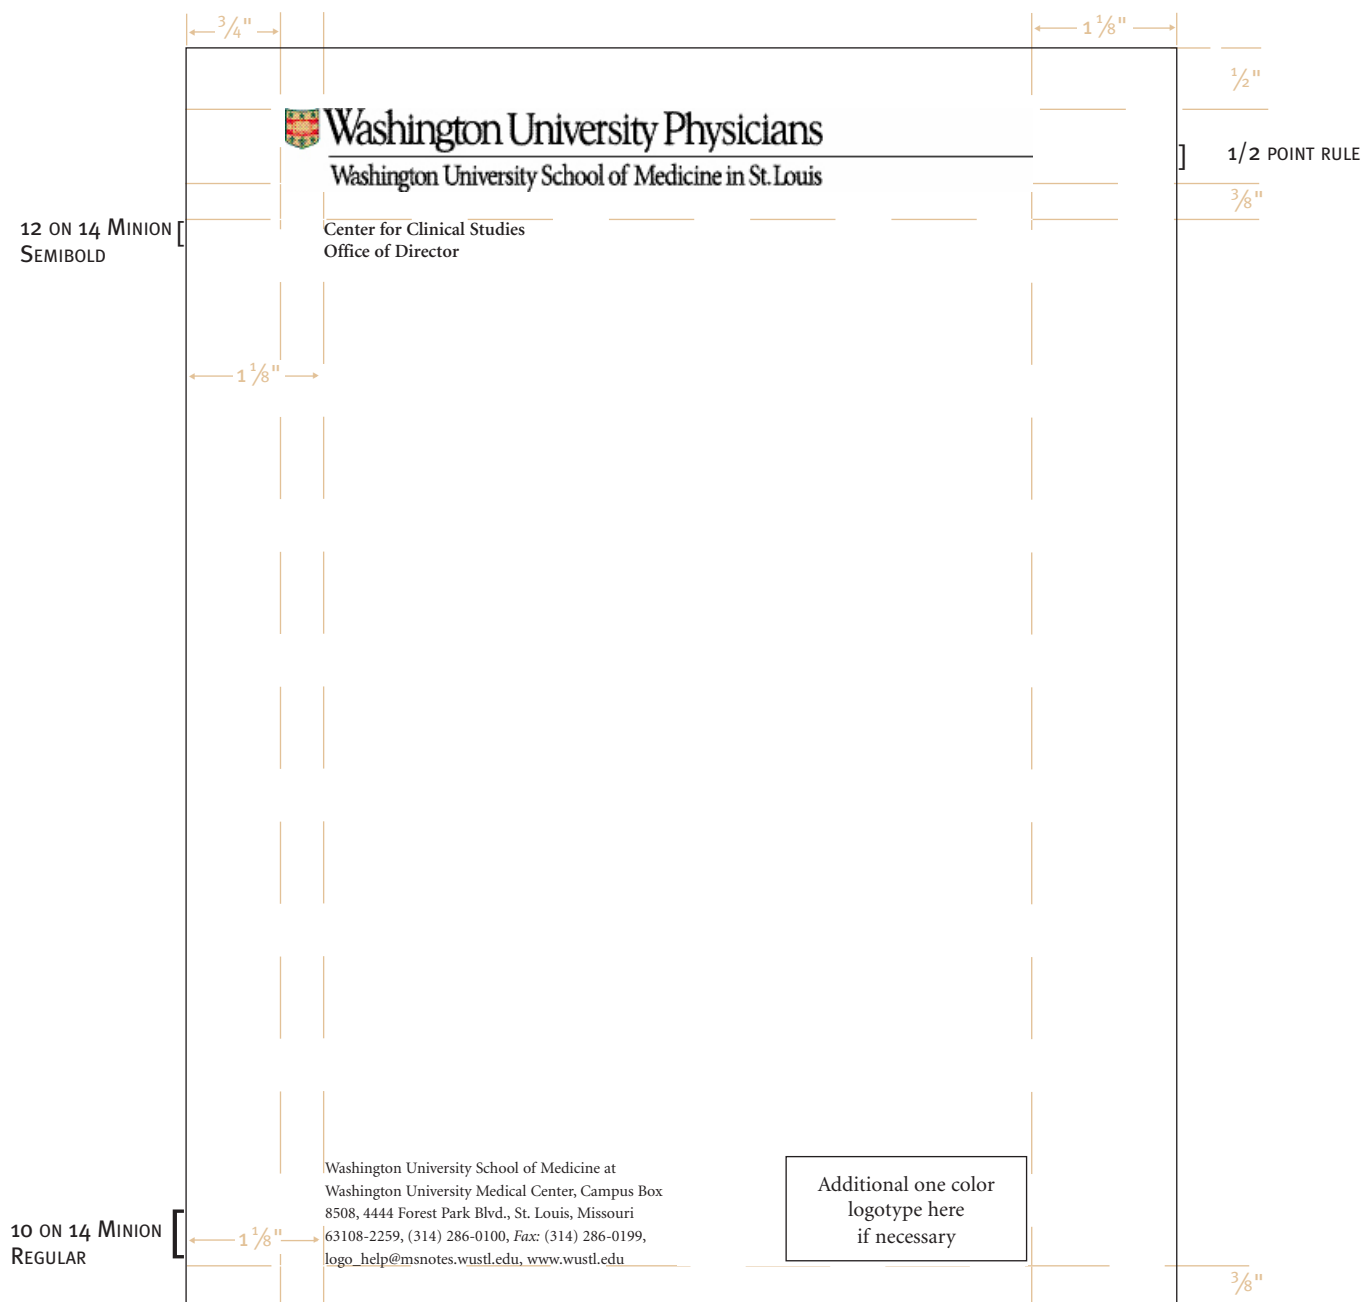 3/4"
1 1/8"
1/2"
Washington University Physicians
1/2 POINT RULE
Washington University School of Medicine in St. Louis
3/8"
12 ON 14 MINION
SEMIBOLD
Center for Clinical Studies
Office of Director
1 1/8"
Washington University School of Medicine at
Washington University Medical Center, Campus Box
8508, 4444 Forest Park Blvd., St. Louis, Missouri
63108-2259, (314) 286-0100, Fax: (314) 286-0199,
logo_help@msnotes.wustl.edu, www.wustl.edu
Additional one color
logotype here
if necessary
10 ON 14 MINION
REGULAR
1 1/8"
3/8"